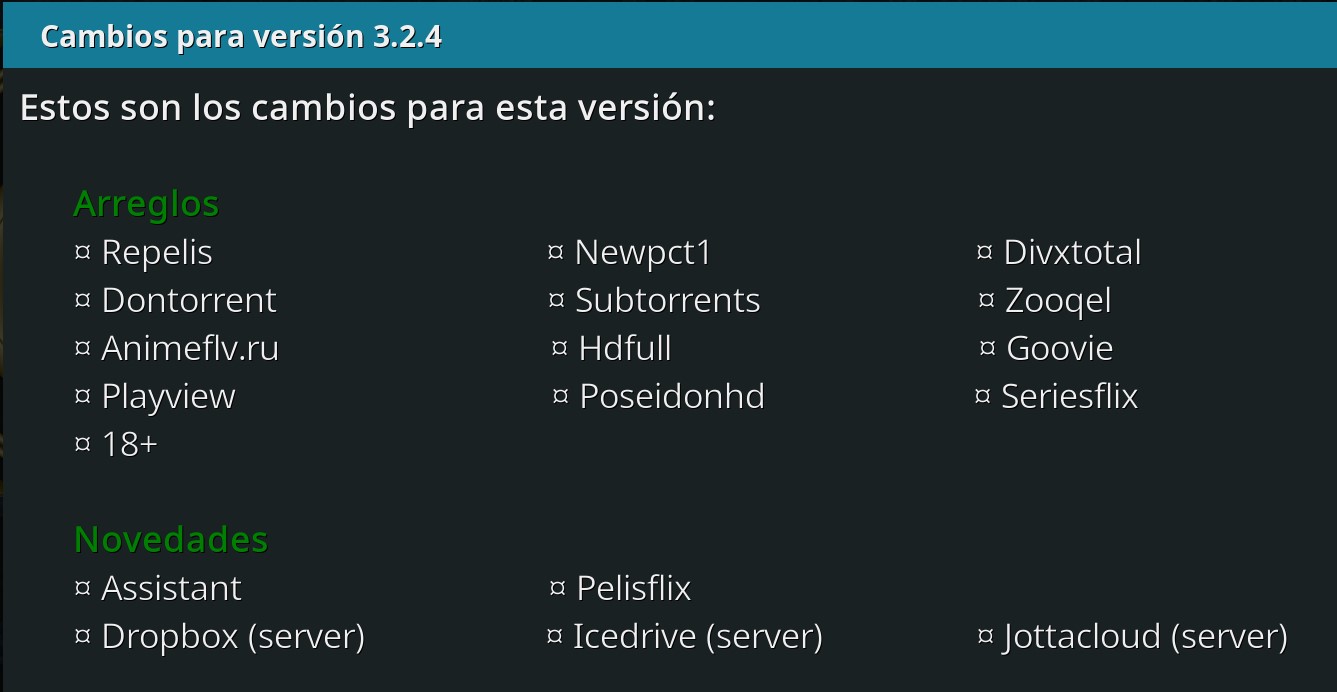 Cambios para versión 3.2.4
Estos son los cambios para esta versión:
Arreglos
¤ Repelis ¤ Newpct1 ¤ Divxtotal
¤ Dontorrent ¤ Subtorrents ¤ Zooqel
¤ Animeflv.ru ¤ Hdfull ¤ Goovie
¤ Playview ¤ Poseidonhd ¤ Seriesflix
¤ 18+
Novedades
¤ Assistant ¤ Pelisflix
¤ Dropbox (server) ¤ Icedrive (server) ¤ Jottacloud (server)